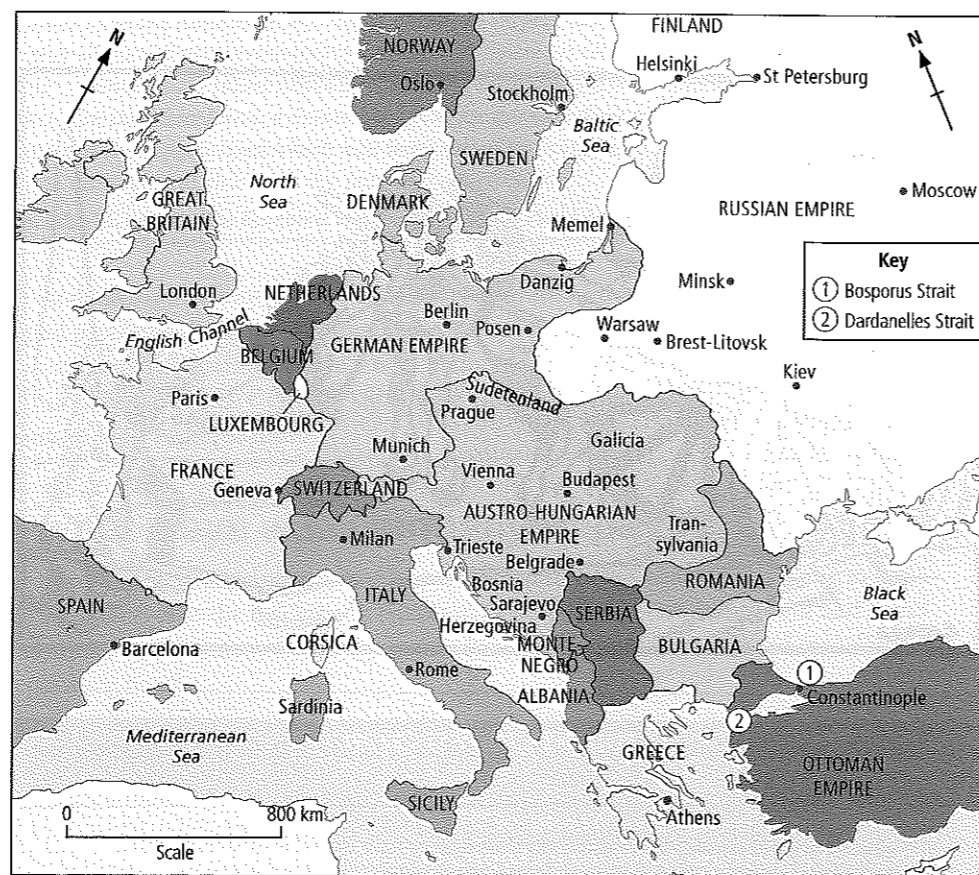 N
N
NORWAY
Oslo
Stockholm
FINLAND
Helsinki
St Petersburg
Baltic
Sea
SWEDEN
North
Sea
DENMARK
GREAT
BRITAIN
Moscow
RUSSIAN EMPIRE
Memel
Key
① Bosporus Strait
② Dardanelles Strait
London
NETHERLANDS
Danzig
Minsk
English Channel
Berlin
Posen
Warsaw
BELGIUM
GERMAN EMPIRE
Brest-Litovsk
Kiev
Paris
Sudetenland
Prague
LUXEMBOURG
Galicia
Munich
FRANCE
Vienna
Budapest
Geneva
SWITZERLAND
AUSTRO-HUNGARIAN
EMPIRE
Tran-
sylvania
Milan
Trieste
Belgrade
Bosnia
ROMANIA
Black
Sea
SPAIN
ITALY
Sarajevo
SERBIA
Herzegovina
Barcelona
CORSICA
MONTE
NEGRO
BULGARIA
Rome
①
Constantinople
Sardinia
ALBANIA
②
Mediterranean
Sea
GREECE
OTTOMAN
EMPIRE
0
800 km
SICILY
Athens
Scale